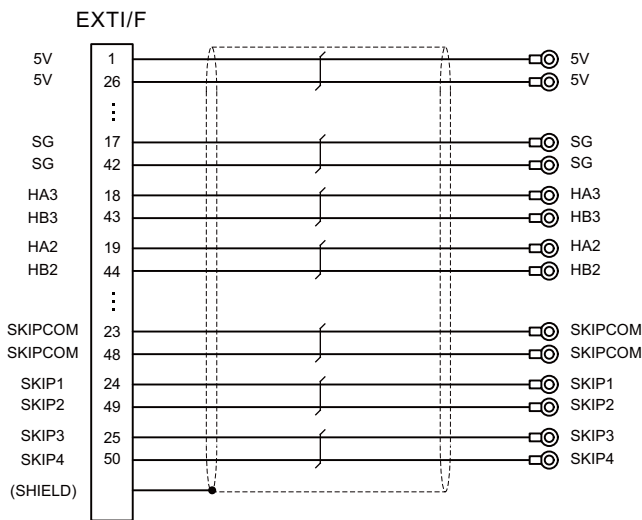 EXTI/F
5V 1 5V
5V 26 5V
SG 17 SG
SG 42 SG
HA3 18 HA3
HB3 43 HB3
HA2 19 HA2
HB2 44 HB2
SKIPCOM 23 SKIPCOM
SKIPCOM 48 SKIPCOM
SKIP1 24 SKIP1
SKIP2 49 SKIP2
SKIP3 25 SKIP3
SKIP4 50 SKIP4
(SHIELD)